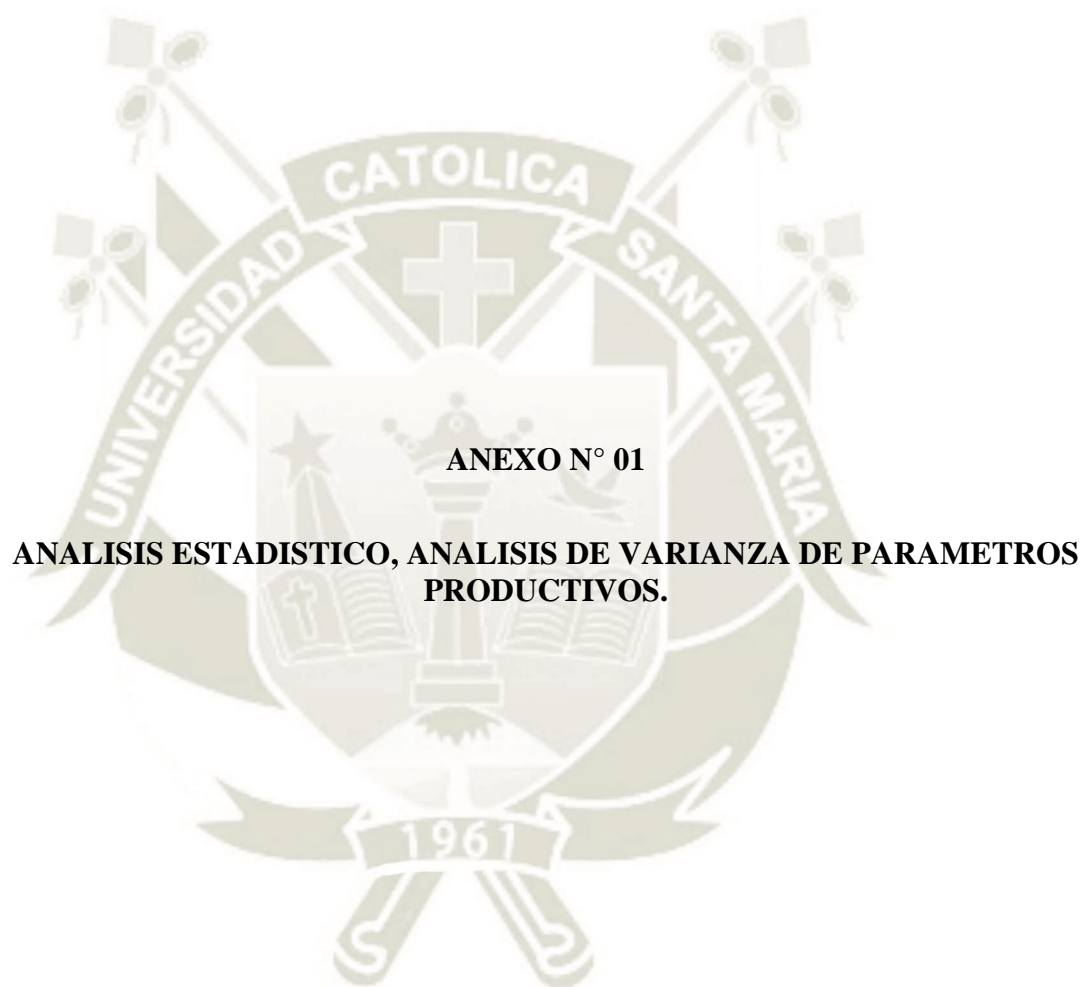 CATOLICA
UNIVERSIDAD
SANTA MARIA
ANEXO N° 01
ANALISIS ESTADISTICO, ANALISIS DE VARIANZA DE PARAMETROS
PRODUCTIVOS.
1961